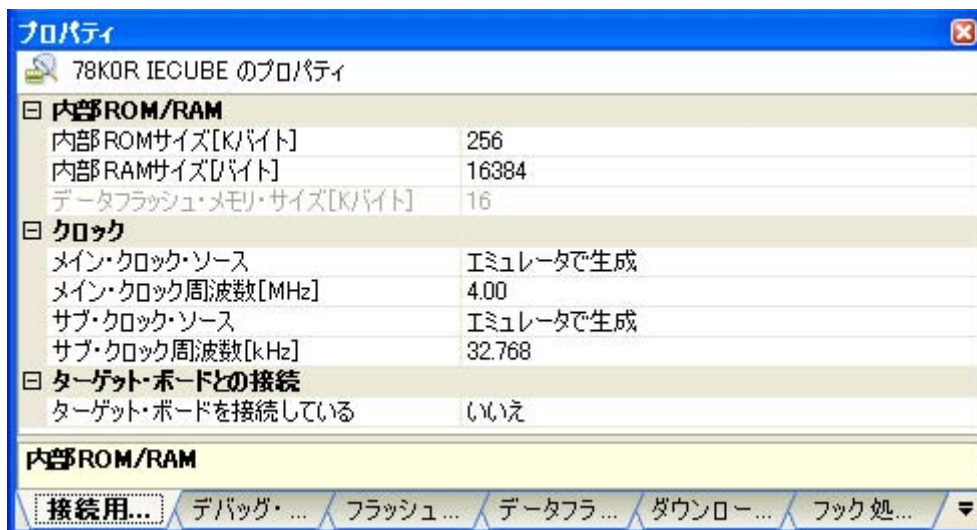 プロパティ
78K0R IECUBE のプロパティ
内部ROM/RAM
内部ROMサイズ[Kバイト] 256
内部RAMサイズ[バイト] 16384
データフラッシュ・メモリ・サイズ[Kバイト] 16
クロック
メイン・クロック・ソース エミュレータで生成
メイン・クロック周波数[MHz] 4.00
サブ・クロック・ソース エミュレータで生成
サブ・クロック周波数[kHz] 32.768
ターゲット・ボードとの接続
ターゲット・ボードを接続している いいえ
内部ROM/RAM
接続用... デバッグ・... フラッシュ... データフラ... ダウンロー... フック処...